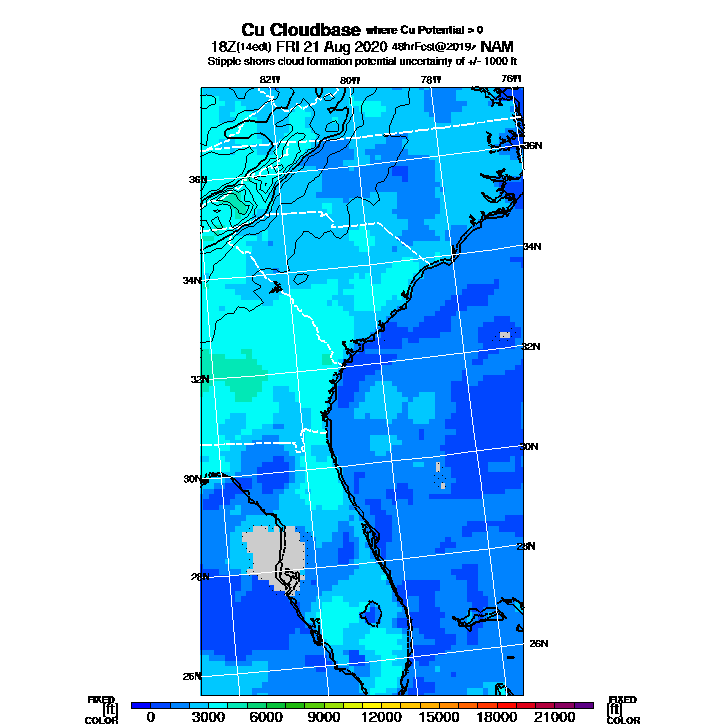 Cu Cloudbase where Cu Potential > 0
18Z(14edt) FRI 21 Aug 2020 48hrFcst@2019z NAM
Stipple shows cloud formation potential uncertainty of +/- 1000 ft
82W 80W 78W 76W
36N
36N
34N
34N
32N
32N
30N
30N
28N
28N
26N
26N
FIXED [ft] COLOR
0 3000 6000 9000 12000 15000 18000 21000
FIXED [ft] COLOR